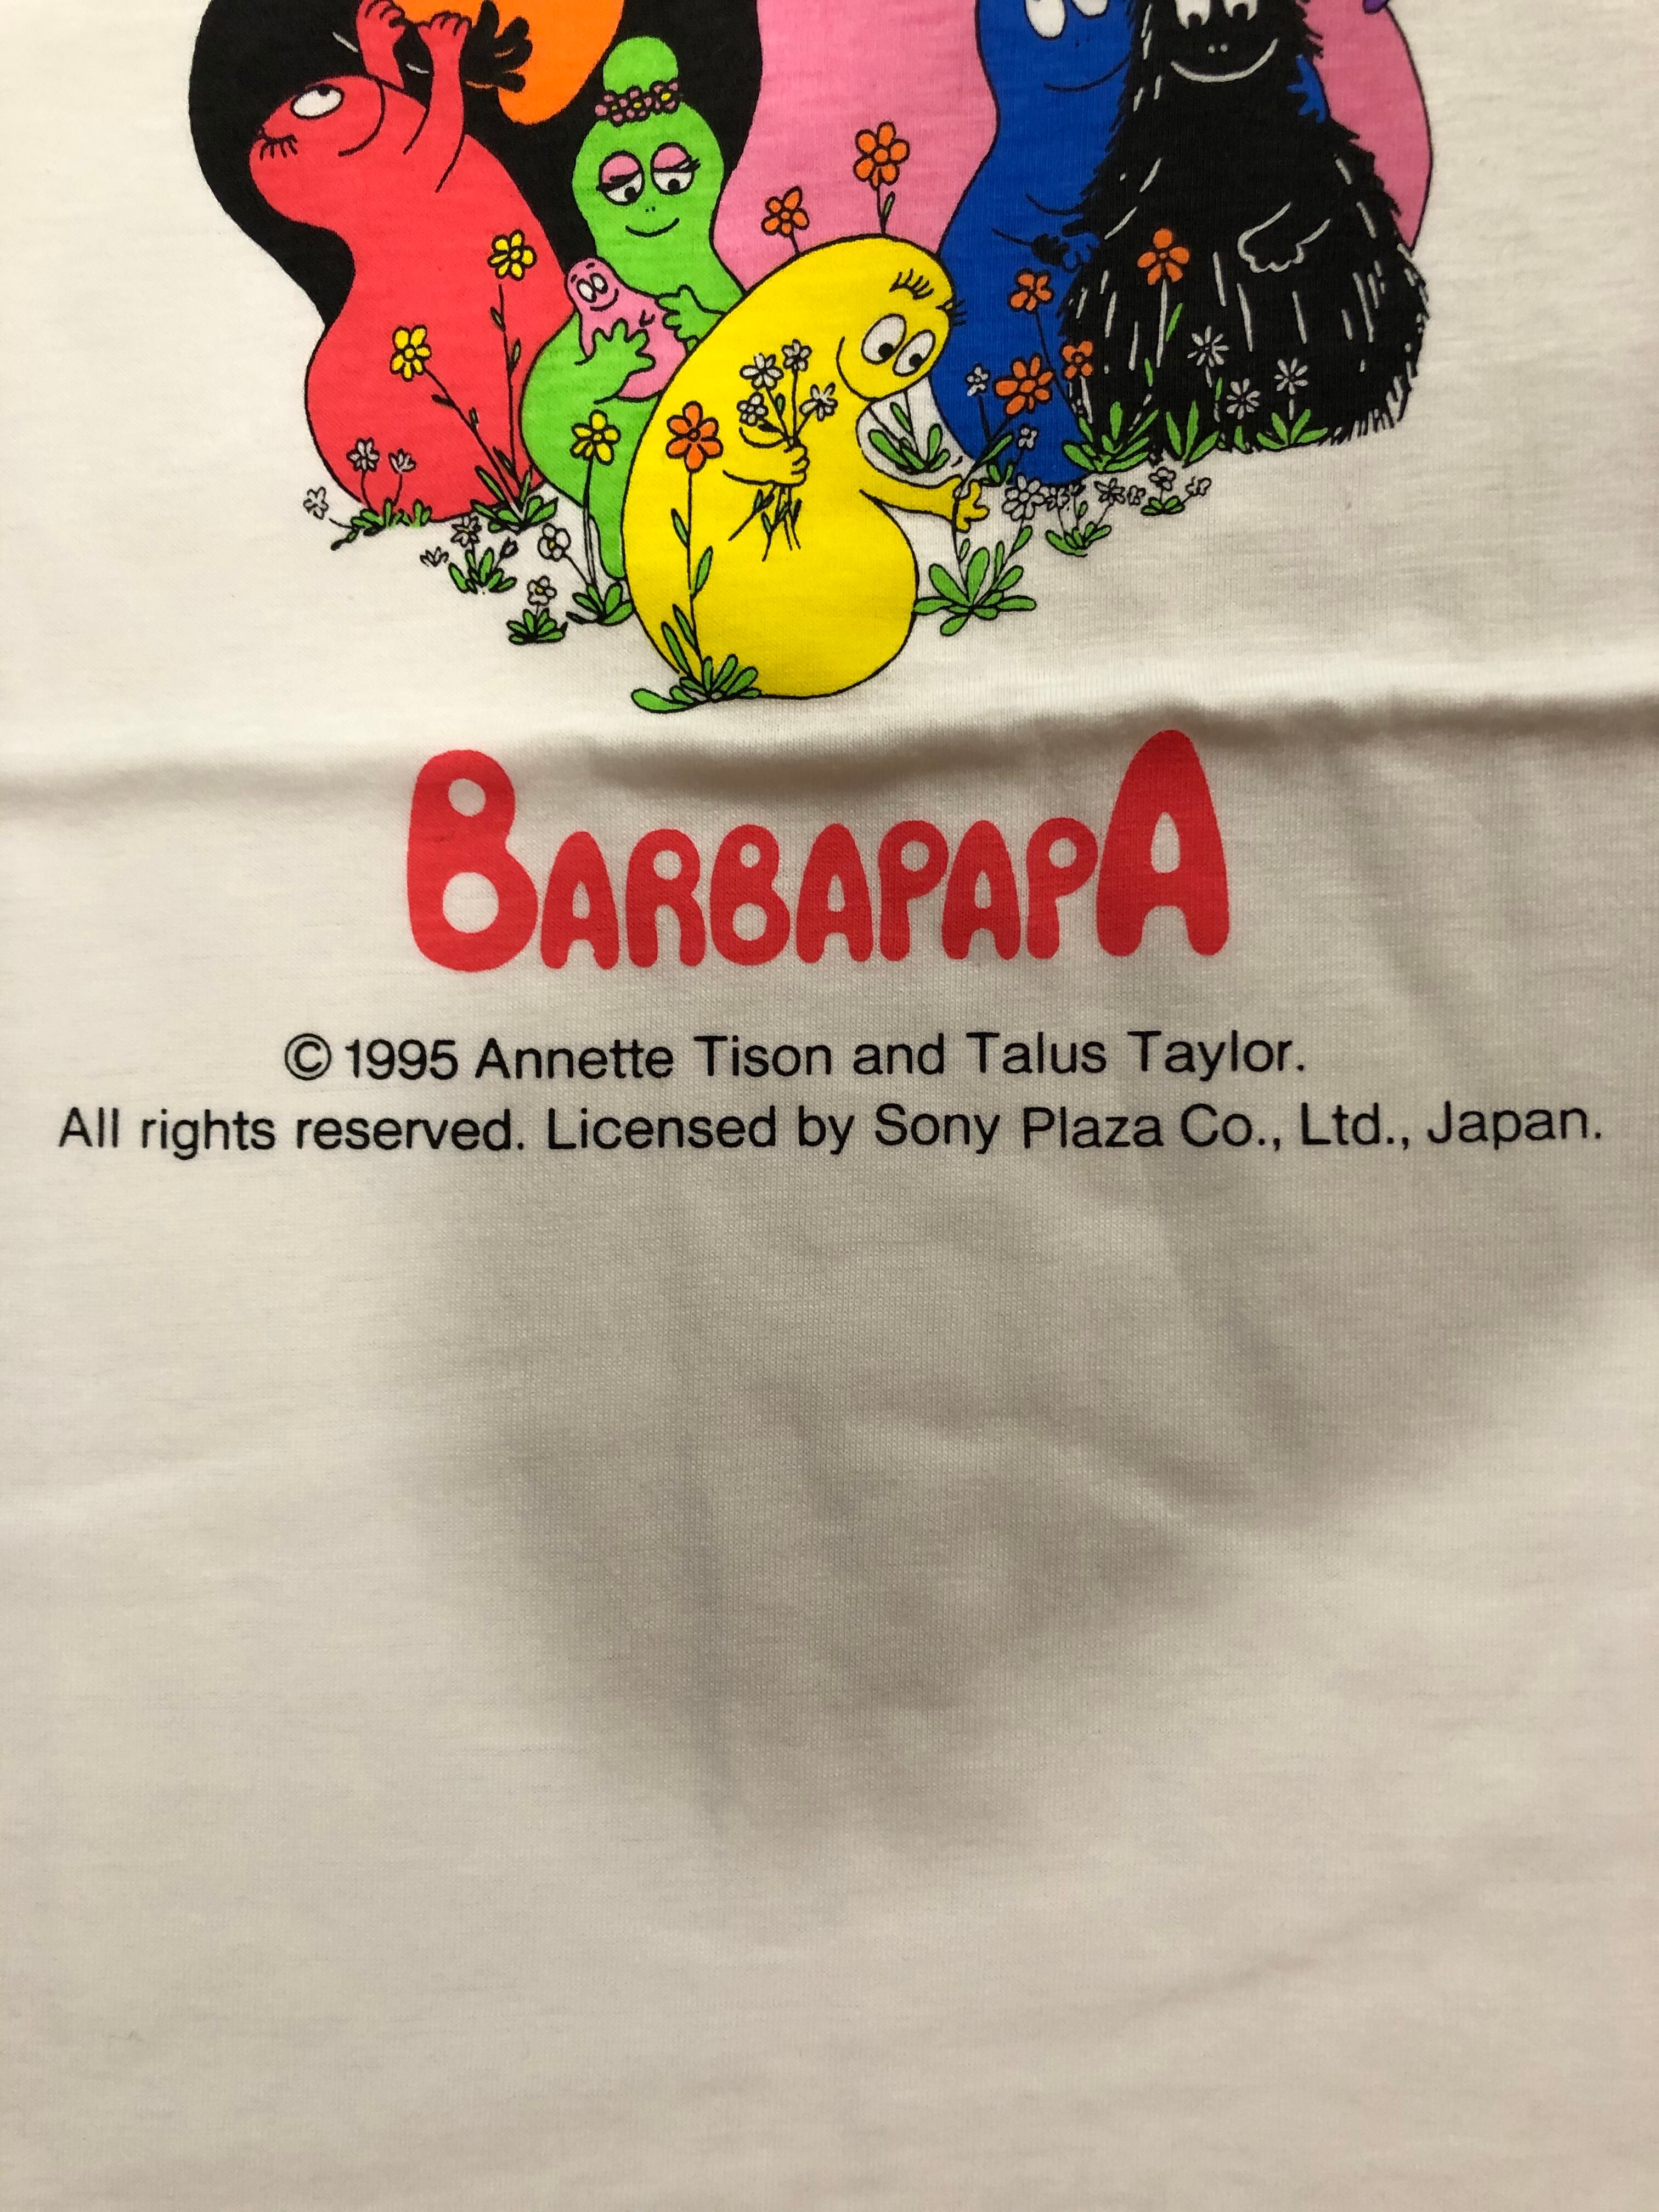 BARBAPAPA
© 1995 Annette Tison and Talus Taylor.
All rights reserved. Licensed by Sony Plaza Co., Ltd., Japan.